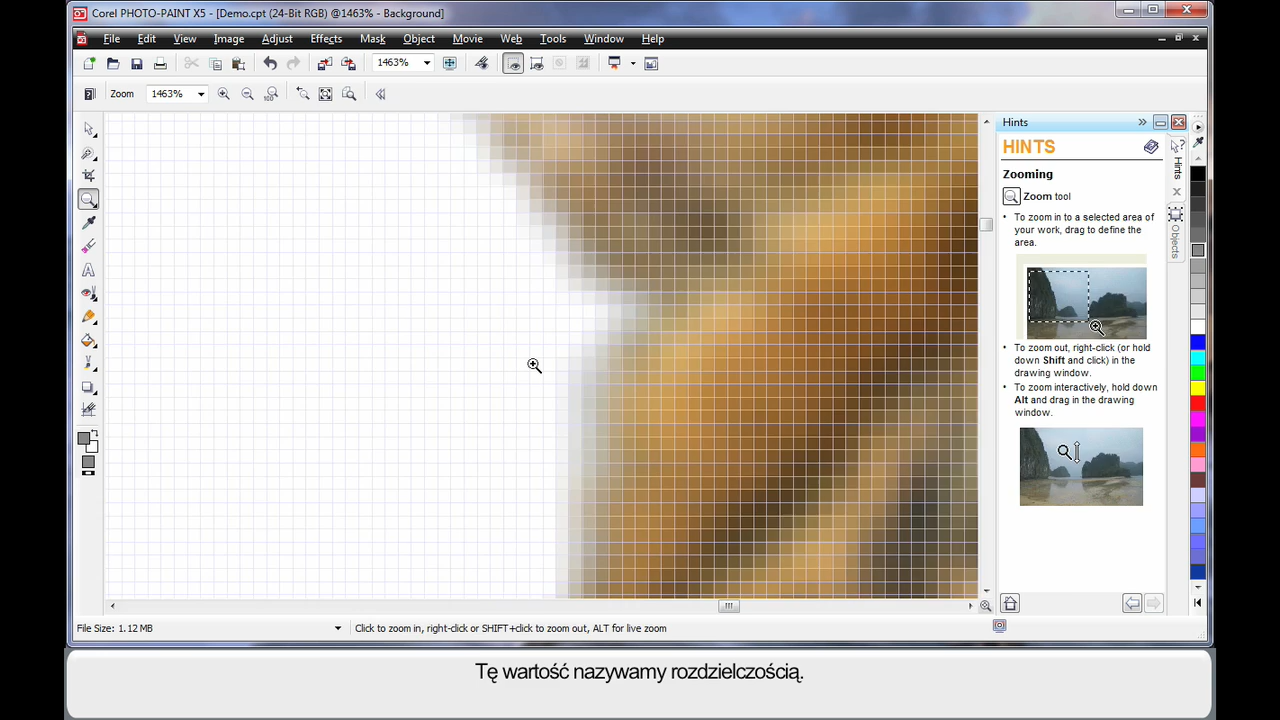 Corel PHOTO-PAINT X5 - [Demo.cpt (24-Bit RGB) @1463% - Background]
File Edit View Image Adjust Effects Mask Object Movie Web Tools Window Help
1463%
Zoom 1463%
100
Hints
HINTS
Zooming
Zoom tool
• To zoom in to a selected area of
your work, drag to define the
area.
• To zoom out, right-click (or hold
down Shift and click) in the
drawing window.
• To zoom interactively, hold down
Alt and drag in the drawing
window.
Hints
Objects
File Size: 1.12 MB
Click to zoom in, right-click or SHIFT+click to zoom out, ALT for live zoom
Tę wartość nazywamy rozdzielczością.